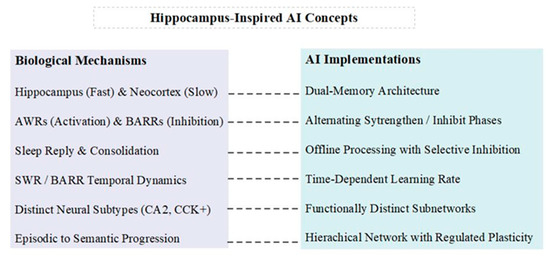 Hippocampus-Inspired AI Concepts
Biological Mechanisms
AI Implementations
Hippocampus (Fast) & Neocortex (Slow)
Dual-Memory Architecture
AWRs (Activation) & BARRs (Inhibition)
Alternating Sytrengthen / Inhibit Phases
Sleep Reply & Consolidation
Offline Processing with Selective Inhibition
SWR / BARR Temporal Dynamics
Time-Dependent Learning Rate
Distinct Neural Subtypes (CA2, CCK+)
Functionally Distinct Subnetworks
Episodic to Semantic Progression
Hierachical Network with Regulated Plasticity